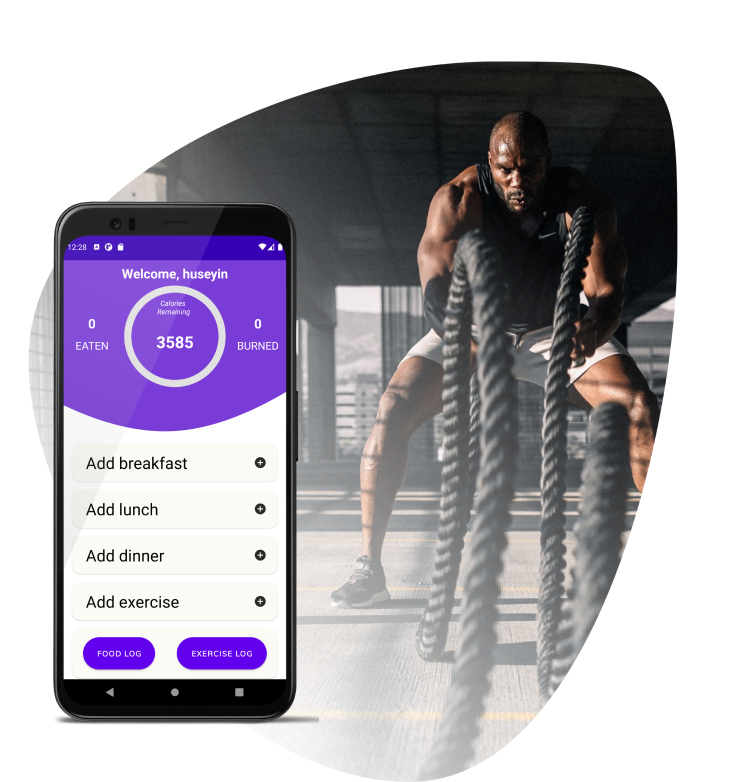 12:28
Welcome, huseyin
Calories
Remaining
0
3585
0
EATEN
BURNED
Add breakfast
Add lunch
Add dinner
Add exercise
FOOD LOG
EXERCISE LOG